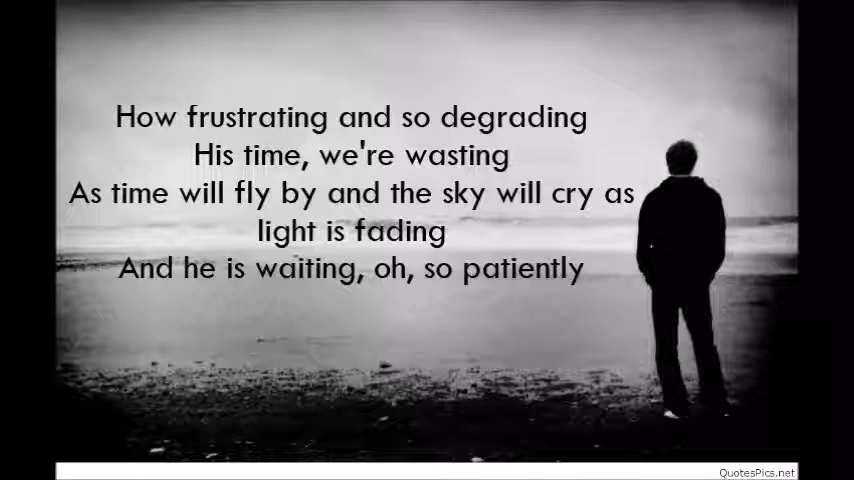 How frustrating and so degrading
His time, we're wasting
As time will fly by and the sky will cry as
light is fading
And he is waiting, oh, so patiently
QuotesPics.net